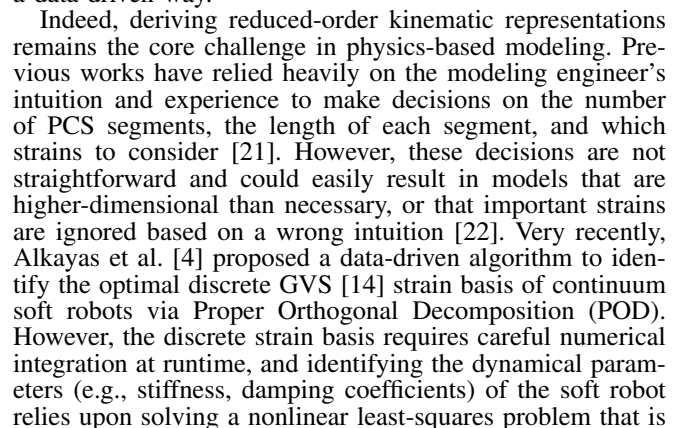 a data-driven way.
Indeed, deriving reduced-order kinematic representations
remains the core challenge in physics-based modeling. Pre-
vious works have relied heavily on the modeling engineer's
intuition and experience to make decisions on the number
of PCS segments, the length of each segment, and which
strains to consider [21]. However, these decisions are not
straightforward and could easily result in models that are
higher-dimensional than necessary, or that important strains
are ignored based on a wrong intuition [22]. Very recently,
Alkayas et al. [4] proposed a data-driven algorithm to iden-
tify the optimal discrete GVS [14] strain basis of continuum
soft robots via Proper Orthogonal Decomposition (POD).
However, the discrete strain basis requires careful numerical
integration at runtime, and identifying the dynamical param-
eters (e.g., stiffness, damping coefficients) of the soft robot
relies upon solving a nonlinear least-squares problem that is